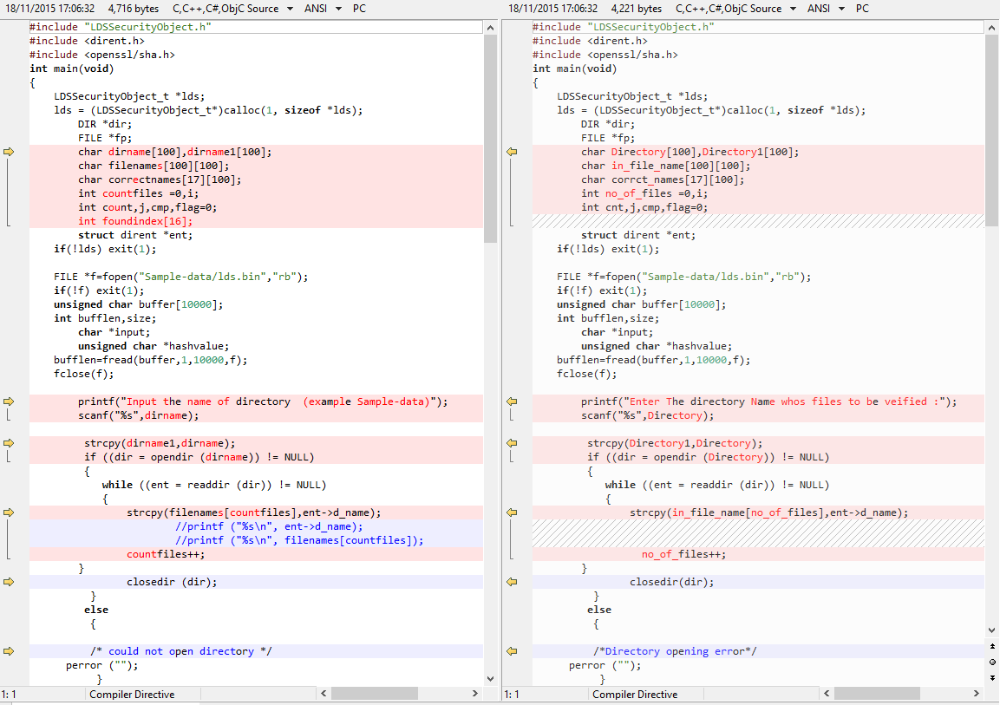 18/11/2015 17:06:32 4,716 bytes C,C++,C#,ObjC Source ANSI PC
#include "LDSSecurityObject.h"
#include <dirent.h>
#include <openssl/sha.h>
int main(void)
{
LDSSecurityObject_t *lds;
lds = (LDSSecurityObject_t*)calloc(1, sizeof *lds);
DIR *dir;
FILE *fp;
char dirname[100],dirname1[100];
char filenames[100][100];
char correctnames[17][100];
int countfiles =0,i;
int count,j,cmp,flag=0;
int foundindex[16];
struct dirent *ent;
if(!lds) exit(1);
FILE *f=fopen("Sample-data/lds.bin","rb");
if(!f) exit(1);
unsigned char buffer[10000];
int bufflen,size;
char *input;
unsigned char *hashvalue;
bufflen=fread(buffer,1,10000,f);
fclose(f);
printf("Input the name of directory  (example Sample-data)");
scanf("%s",dirname);
strcpy(dirname1,dirname);
if ((dir = opendir (dirname)) != NULL)
{
while ((ent = readdir (dir)) != NULL)
{
strcpy(filenames[countfiles],ent->d_name);
//printf ("%s\n", ent->d_name);
//printf ("%s\n", filenames[countfiles]);
countfiles++;
}
closedir (dir);
}
else
{
/* could not open directory */
perror ("");
}
1: 1 Compiler Directive
18/11/2015 17:06:32 4,221 bytes C,C++,C#,ObjC Source ANSI PC
#include "LDSSecurityObject.h"
#include <dirent.h>
#include <openssl/sha.h>
int main(void)
{
LDSSecurityObject_t *lds;
lds = (LDSSecurityObject_t*)calloc(1, sizeof *lds);
DIR *dir;
FILE *fp;
char Directory[100],Directory1[100];
char in_file_name[100][100];
char corrct_names[17][100];
int no_of_files =0,i;
int cnt,j,cmp,flag=0;
struct dirent *ent;
if(!lds) exit(1);
FILE *f=fopen("Sample-data/lds.bin","rb");
if(!f) exit(1);
unsigned char buffer[10000];
int bufflen,size;
char *input;
unsigned char *hashvalue;
bufflen=fread(buffer,1,10000,f);
fclose(f);
printf("Enter The directory Name whos files to be veified :");
scanf("%s",Directory);
strcpy(Directory1,Directory);
if ((dir = opendir (Directory)) != NULL)
{
while ((ent = readdir (dir)) != NULL)
{
strcpy(in_file_name[no_of_files],ent->d_name);
no_of_files++;
}
closedir(dir);
}
else
{
/*Directory opening error*/
perror ("");
}
1: 1 Compiler Directive